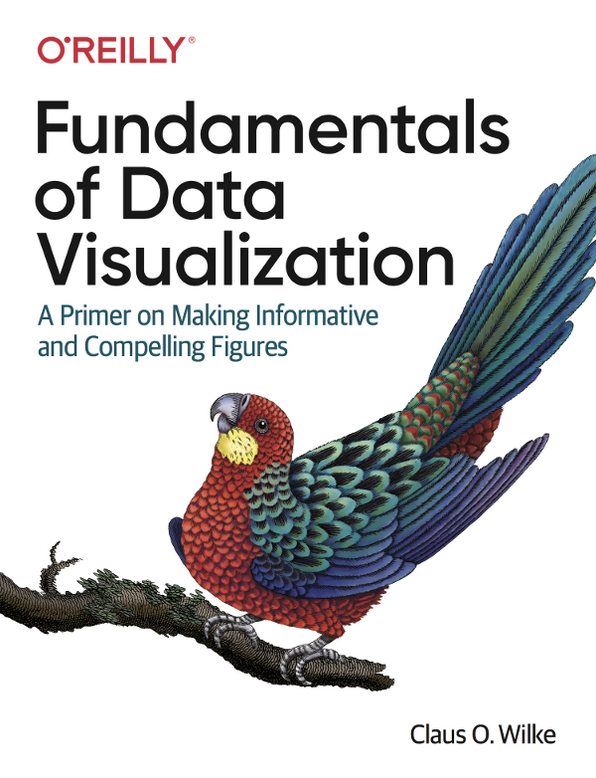 O'REILLY®
Fundamentals
of Data
Visualization
A Primer on Making Informative
and Compelling Figures
Claus O. Wilke